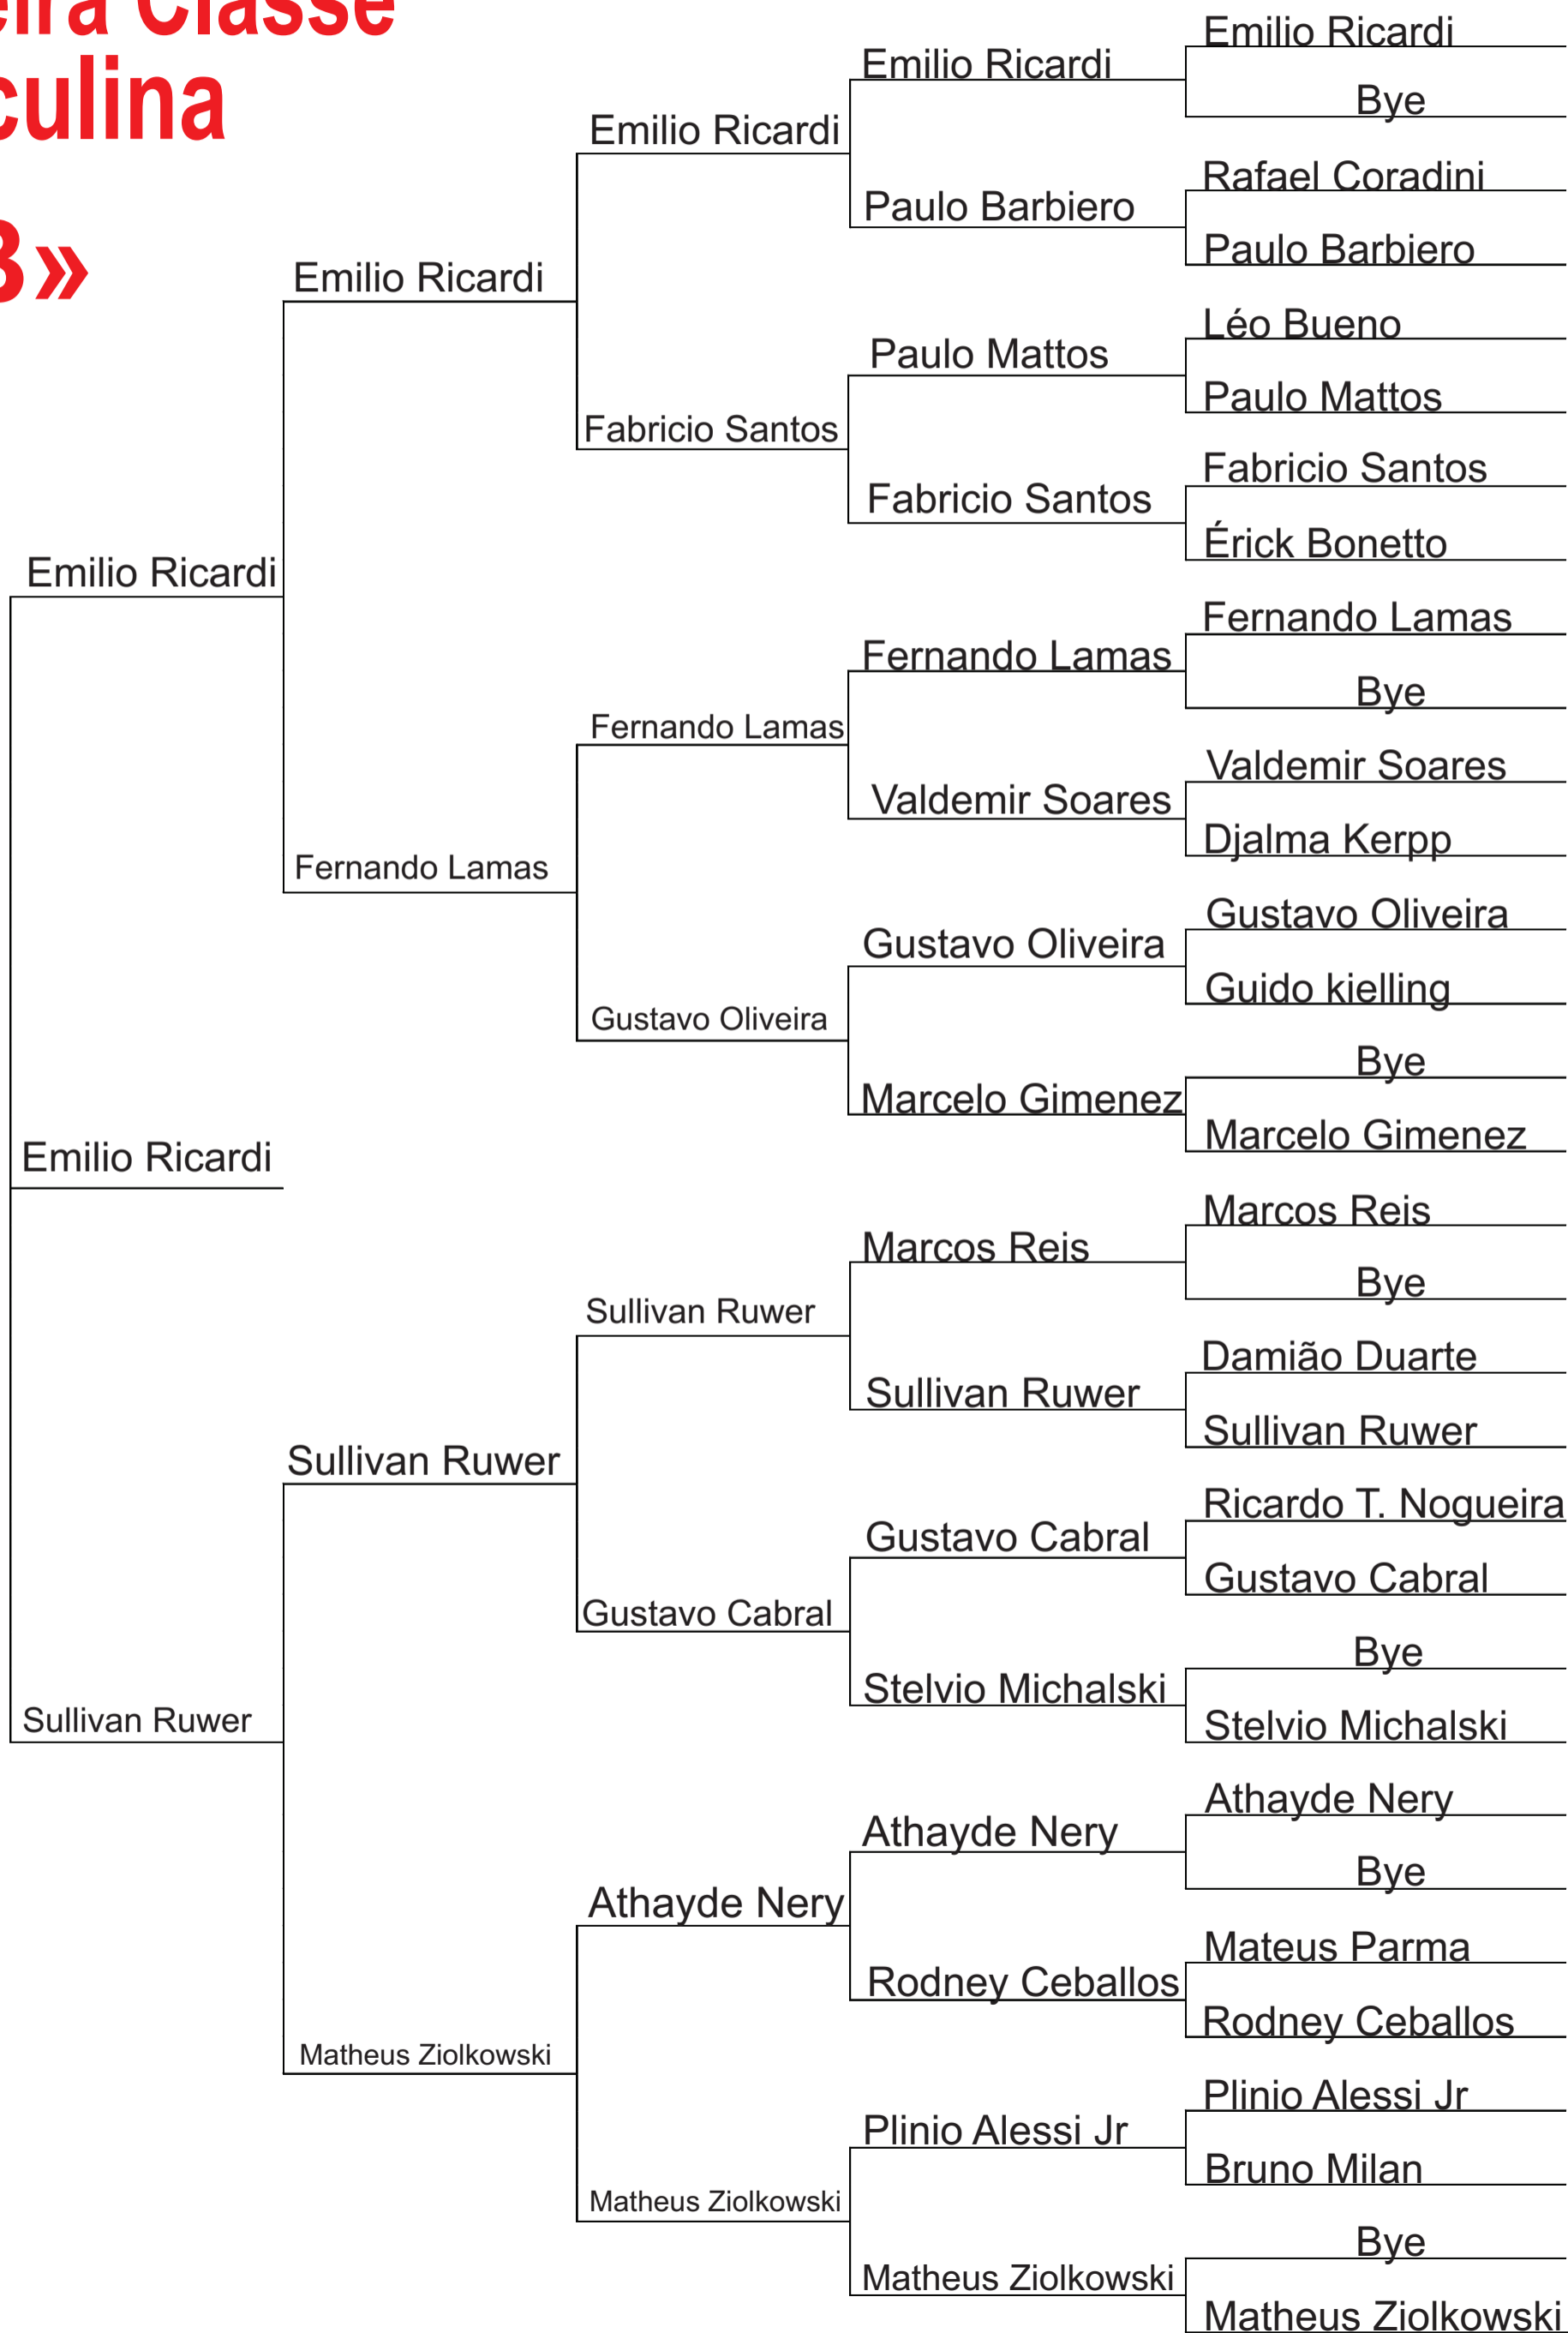 culina
Emilio Ricardi
Bye
Rafael Coradini
Paulo Barbiero
Léo Bueno
Paulo Mattos
Fabricio Santos
Érick Bonetto
Fernando Lamas
Bye
Valdemir Soares
Djalma Kerpp
Gustavo Oliveira
Guido kielling
Bye
Marcelo Gimenez
Marcos Reis
Bye
Damião Duarte
Sullivan Ruwer
Ricardo T. Nogueira
Gustavo Cabral
Bye
Stelvio Michalski
Athayde Nery
Bye
Mateus Parma
Rodney Ceballos
Plinio Alessi Jr
Bruno Milan
Bye
Matheus Ziolkowski
Emilio Ricardi
Paulo Barbiero
Paulo Mattos
Fabricio Santos
Fernando Lamas
Valdemir Soares
Gustavo Oliveira
Marcelo Gimenez
Marcos Reis
Sullivan Ruwer
Gustavo Cabral
Stelvio Michalski
Athayde Nery
Rodney Ceballos
Plinio Alessi Jr
Matheus Ziolkowski
Emilio Ricardi
Fabricio Santos
Fernando Lamas
Gustavo Oliveira
Sullivan Ruwer
Gustavo Cabral
Athayde Nery
Matheus Ziolkowski
Emilio Ricardi
Fernando Lamas
Sullivan Ruwer
Matheus Ziolkowski
Emilio Ricardi
Sullivan Ruwer
Emilio Ricardi